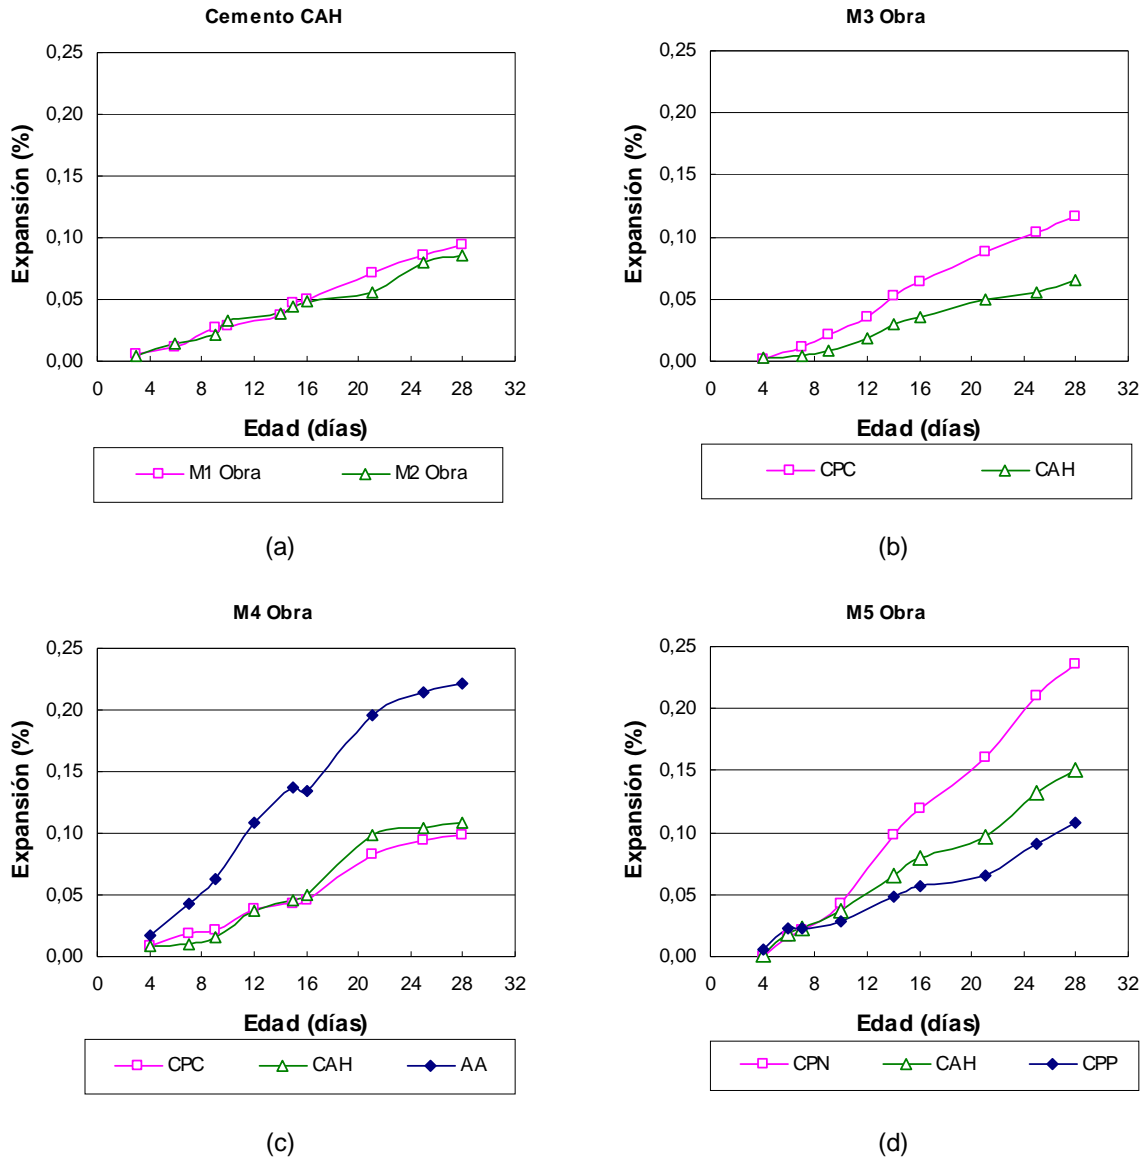 Cemento CAH
0,25
0,20
0,15
0,10
0,05
0,00
Expansión (%)
0 4 8 12 16 20 24 28 32
Edad (días)
M1 Obra M2 Obra
(a)
M3 Obra
0,25
0,20
0,15
0,10
0,05
0,00
Expansión (%)
0 4 8 12 16 20 24 28 32
Edad (días)
CPC CAH
(b)
M4 Obra
0,25
0,20
0,15
0,10
0,05
0,00
Expansión (%)
0 4 8 12 16 20 24 28 32
Edad (días)
CPC CAH AA
(c)
M5 Obra
0,25
0,20
0,15
0,10
0,05
0,00
Expansión (%)
0 4 8 12 16 20 24 28 32
Edad (días)
CPN CAH CPP
(d)